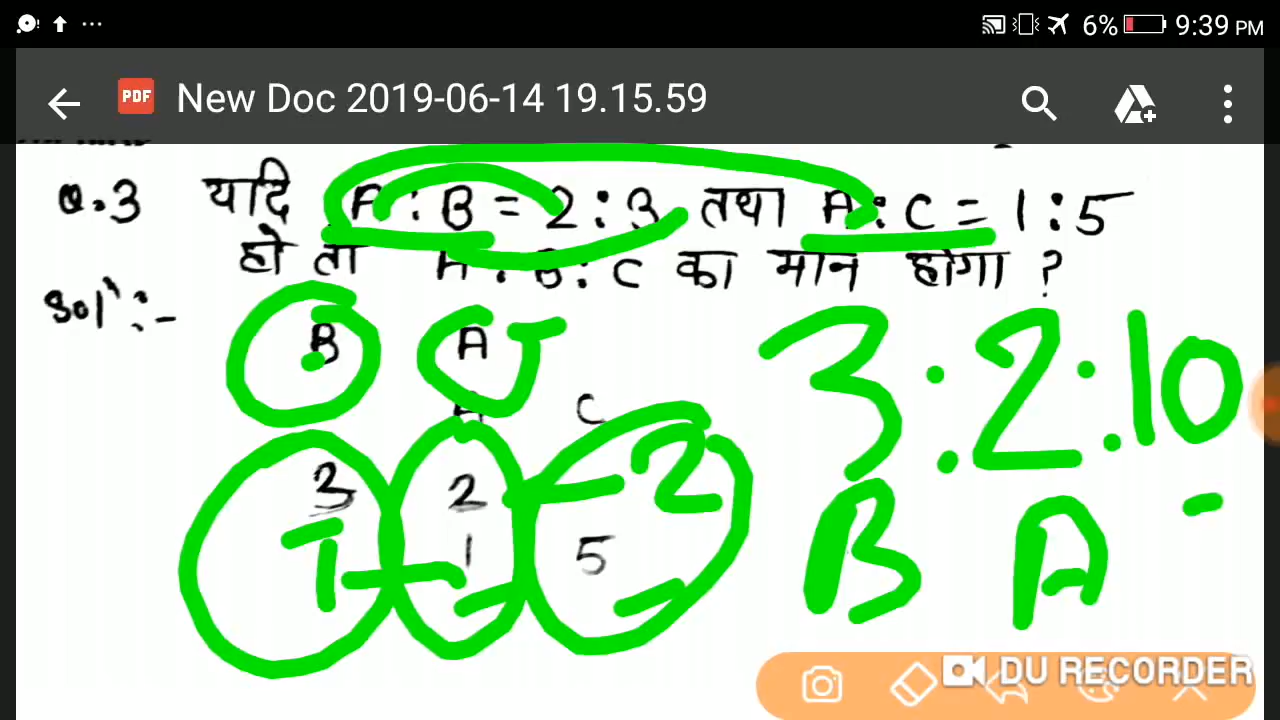 6% 9:39 PM
PDF New Doc 2019-06-14 19.15.59
Q.3 यदि A : B = 2 : 3 तथा A : C = 1 : 5
हो तो A : B : C का मान होगा ?
Sol :-
B A
A C
3 2 2
1 1 5
3 : 2 : 10
B A
DU RECORDER